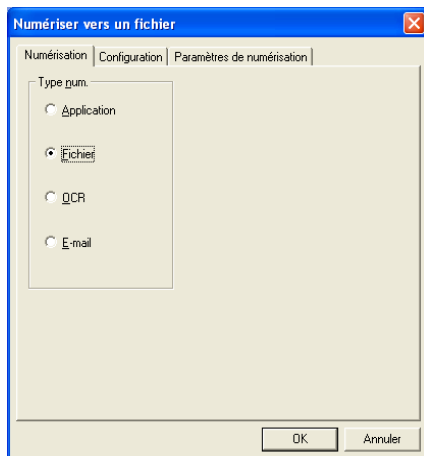 Numériser vers un fichier
Numérisation Configuration Paramètres de numérisation
Type num.
Application
Fichier
OCR
E-mail
OK Annuler